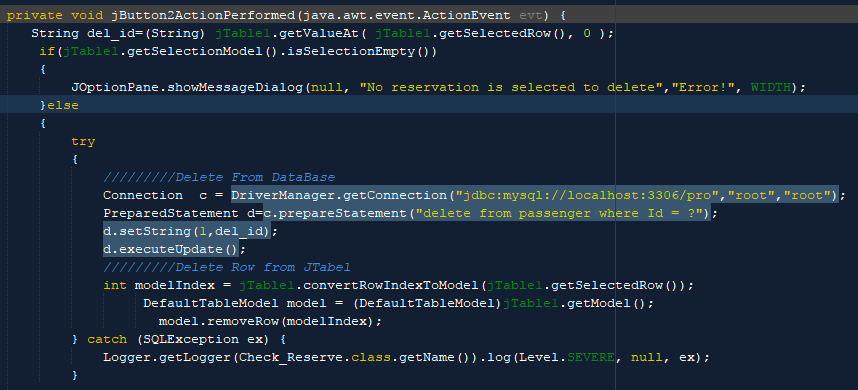 private void jButton2ActionPerformed(java.awt.event.ActionEvent evt) {
String del_id=(String) jTable1.getValueAt( jTable1.getSelectedRow(), 0 );
if(jTable1.getSelectionModel().isSelectionEmpty())
{
JOptionPane.showMessageDialog(null, "No reservation is selected to delete","Error!", WIDTH);
}else
{
try
{
//////////Delete From DataBase
Connection  c = DriverManager.getConnection("jdbc:mysql://localhost:3306/pro","root","root");
PreparedStatement d=c.prepareStatement("delete from passenger where Id = ?");
d.setString(1,del_id);
d.executeUpdate();
//////////Delete Row from JTabel
int modelIndex = jTable1.convertRowIndexToModel(jTable1.getSelectedRow());
DefaultTableModel model = (DefaultTableModel)jTable1.getModel();
model.removeRow(modelIndex);
} catch (SQLException ex) {
Logger.getLogger(Check_Reserve.class.getName()).log(Level.SEVERE, null, ex);
}